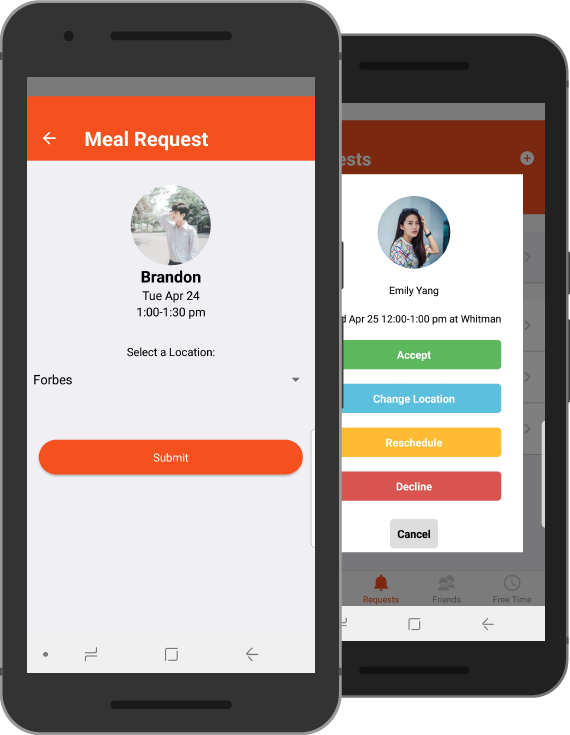 Meal Request
Brandon
Tue Apr 24
1:00-1:30 pm
Select a Location:
Forbes
Submit
ests
Emily Yang
d Apr 25 12:00-1:00 pm at Whitman
Accept
Change Location
Reschedule
Decline
Cancel
Requests
Friends
Free Time